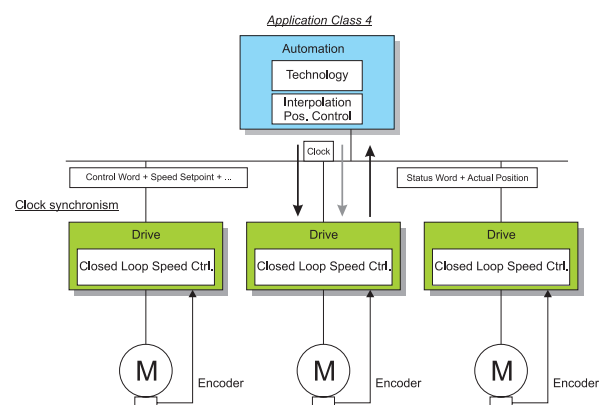 Application Class 4
Automation
Technology
Interpolation
Pos. Control
Clock
Control Word + Speed Setpoint + ...
Status Word + Actual Position
Clock synchronism
Drive
Drive
Drive
Closed Loop Speed Ctrl.
Closed Loop Speed Ctrl.
Closed Loop Speed Ctrl.
M
M
M
Encoder
Encoder
Encoder